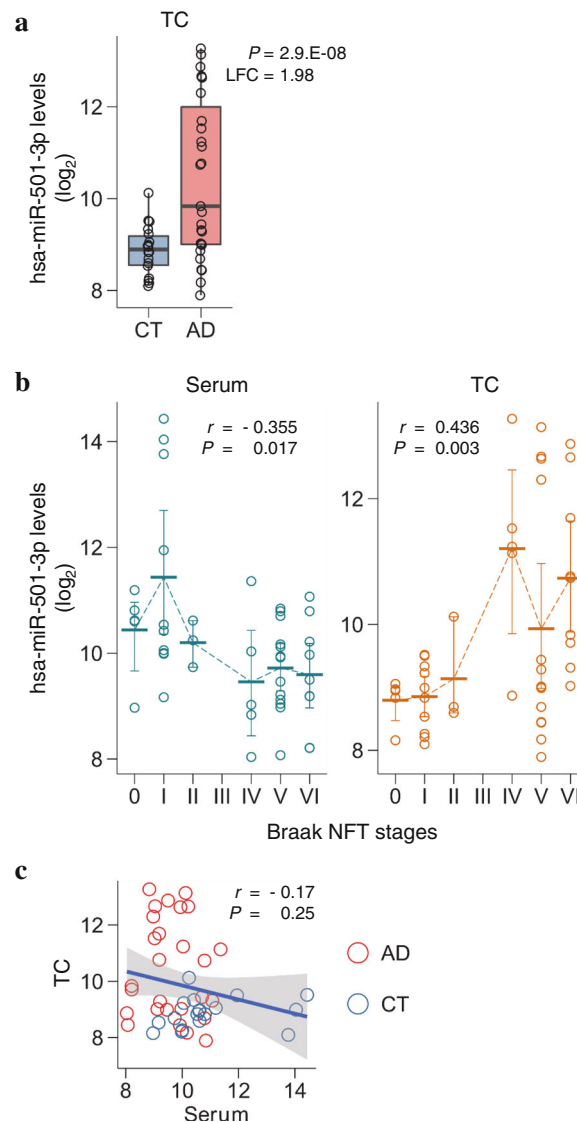 a
TC
P = 2.9.E-08
LFC = 1.98
hsa-miR-501-3p levels
(log2)
12
10
8
CT AD
b
Serum
r = - 0.355
P = 0.017
hsa-miR-501-3p levels
(log2)
14
12
10
8
0 I II III IV V VI
TC
r = 0.436
P = 0.003
12
10
8
0 I II III IV V VI
Braak NFT stages
c
r = - 0.17
P = 0.25
TC
12
10
8
8 10 12 14
Serum
AD
CT